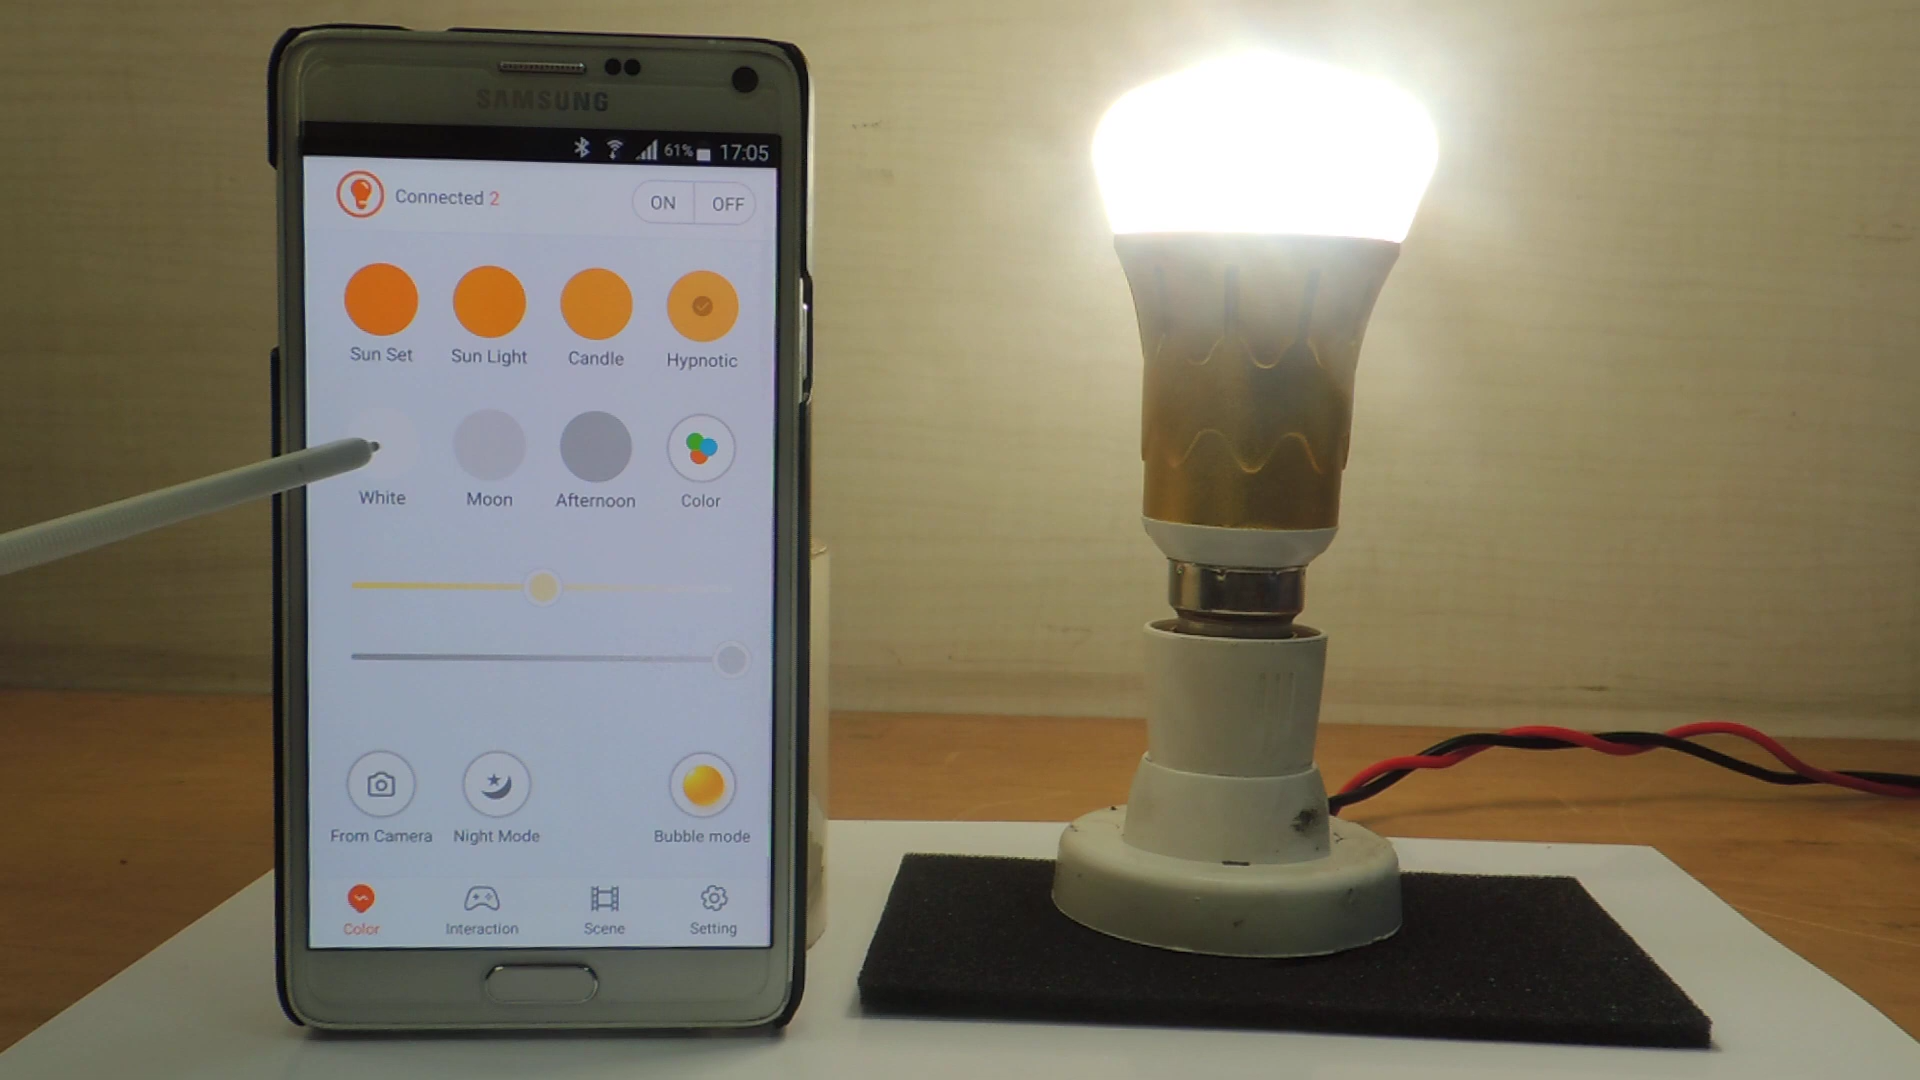 SAMSUNG
61% 17:05
Connected 2 ON OFF
Sun Set Sun Light Candle Hypnotic
White Moon Afternoon Color
From Camera Night Mode Bubble mode
Color Interaction Scene Setting